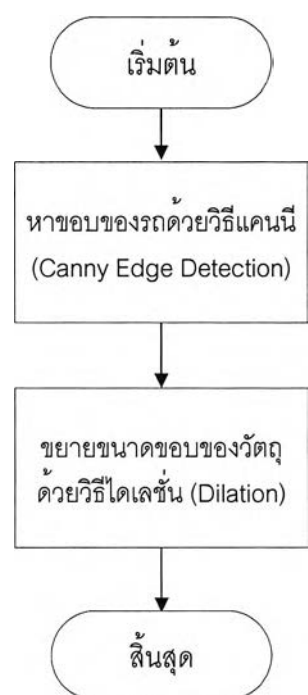 เริ่มต้น
หาขอบของรถด้วยวิธีแคนนี
(Canny Edge Detection)
ขยายขนาดขอบของวัตถุ
ด้วยวิธีไดเลชั่น (Dilation)
สิ้นสุด